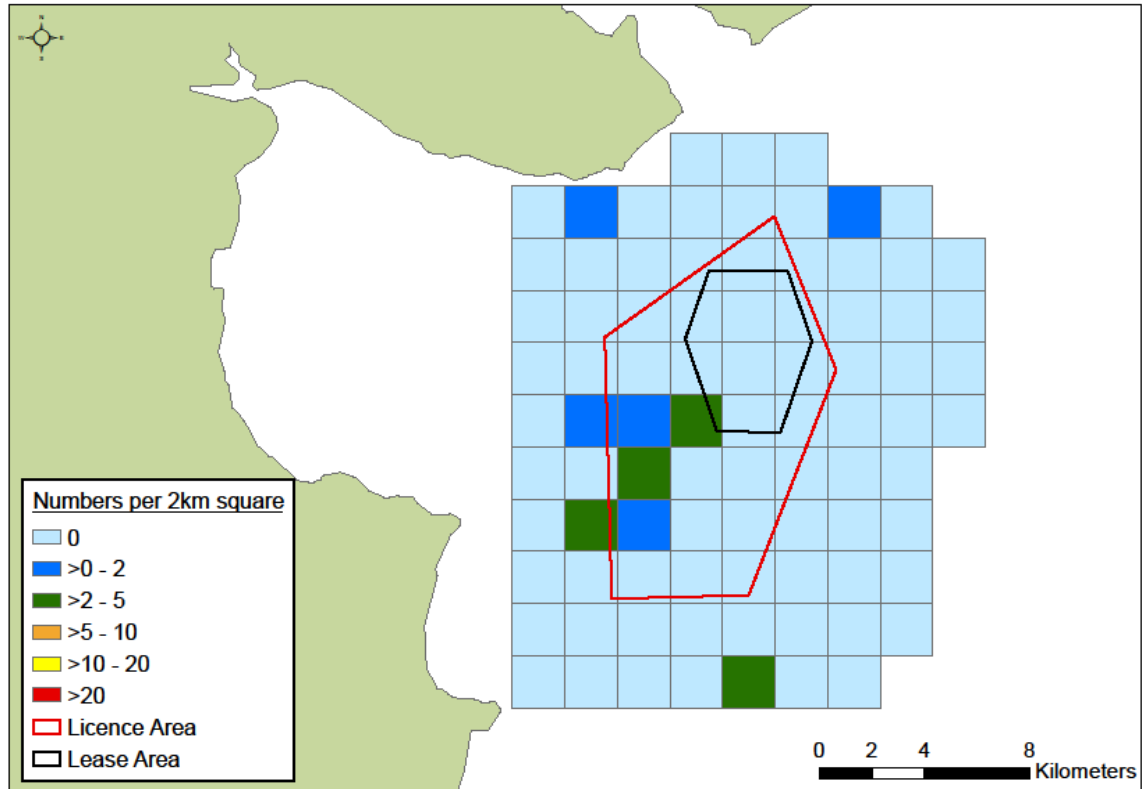 N
W E
S
Numbers per 2km square
0
>0 - 2
>2 - 5
>5 - 10
>10 - 20
>20
Licence Area
Lease Area
0 2 4 8
Kilometers